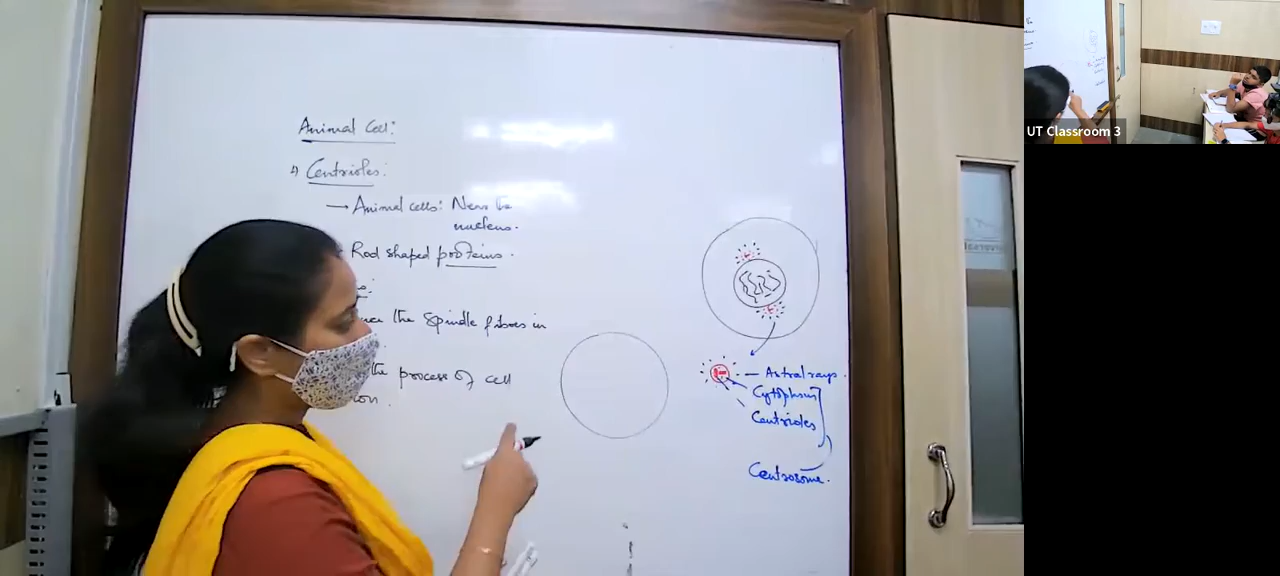 Animal Cell:
1) Centrioles:
→ Animal cells: Near the
nucleus.
Rod shaped proteins.
the Spindle fibres in
the process of cell
Astral rays.
Cytoplasm
Centrioles
Centrosome.
UT Classroom 3